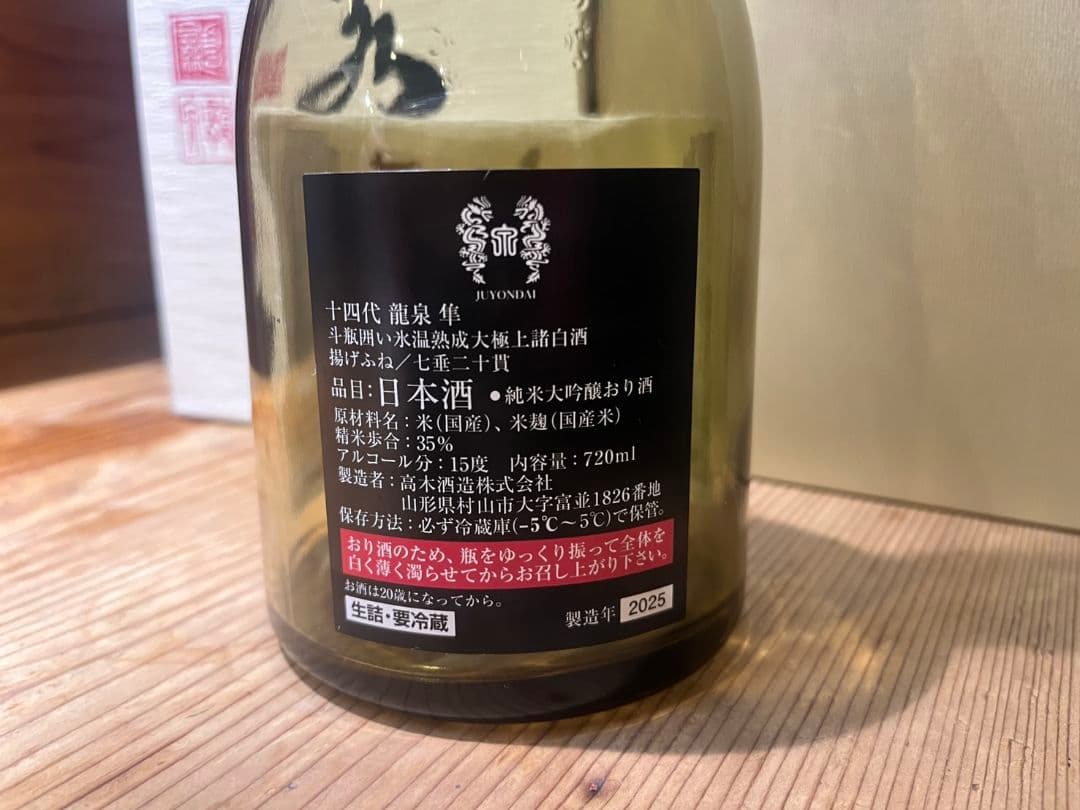 JUYONDAI
十四代 龍泉 隼
斗瓶囲い氷温熟成大極上諸白酒
揚げふね／七垂二十貫
品目：日本酒 ●純米大吟醸おり酒
原材料名：米（国産）、米麹（国産米）
精米歩合：35%
アルコール分：15度 内容量：720ml
製造者：高木酒造株式会社
山形県村山市大字富並1826番地
保存方法：必ず冷蔵庫(−5℃〜5℃)で保管。
おり酒のため、瓶をゆっくり振って全体を
白く薄く濁らせてからお召し上がり下さい。
お酒は20歳になってから。
生詰・要冷蔵
製造年 2025